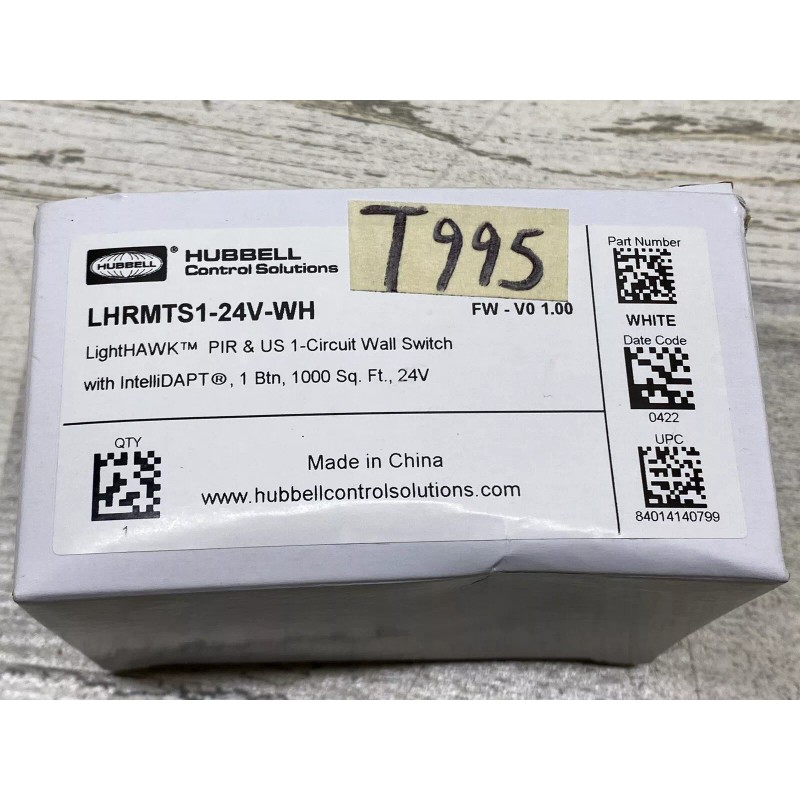 T995
HUBBELL
®
HUBBELL
Control Solutions
LHRMTS1-24V-WH
FW - V0 1.00
LightHAWK™ PIR & US 1-Circuit Wall Switch
with IntelliDAPT®, 1 Btn, 1000 Sq. Ft., 24V
QTY
1
Made in China
www.hubbellcontrolsolutions.com
Part Number
WHITE
Date Code
0422
UPC
84014140799